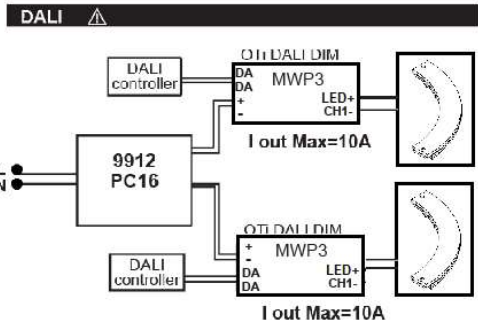 DALI
OTi DALI DIM
DALI
controller
DA
DA
+
-
MWP3
LED+
CH1-
I out Max=10A
9912
PC16
N
OTi DALI DIM
+
-
DA
DA
MWP3
LED+
CH1-
DALI
controller
I out Max=10A